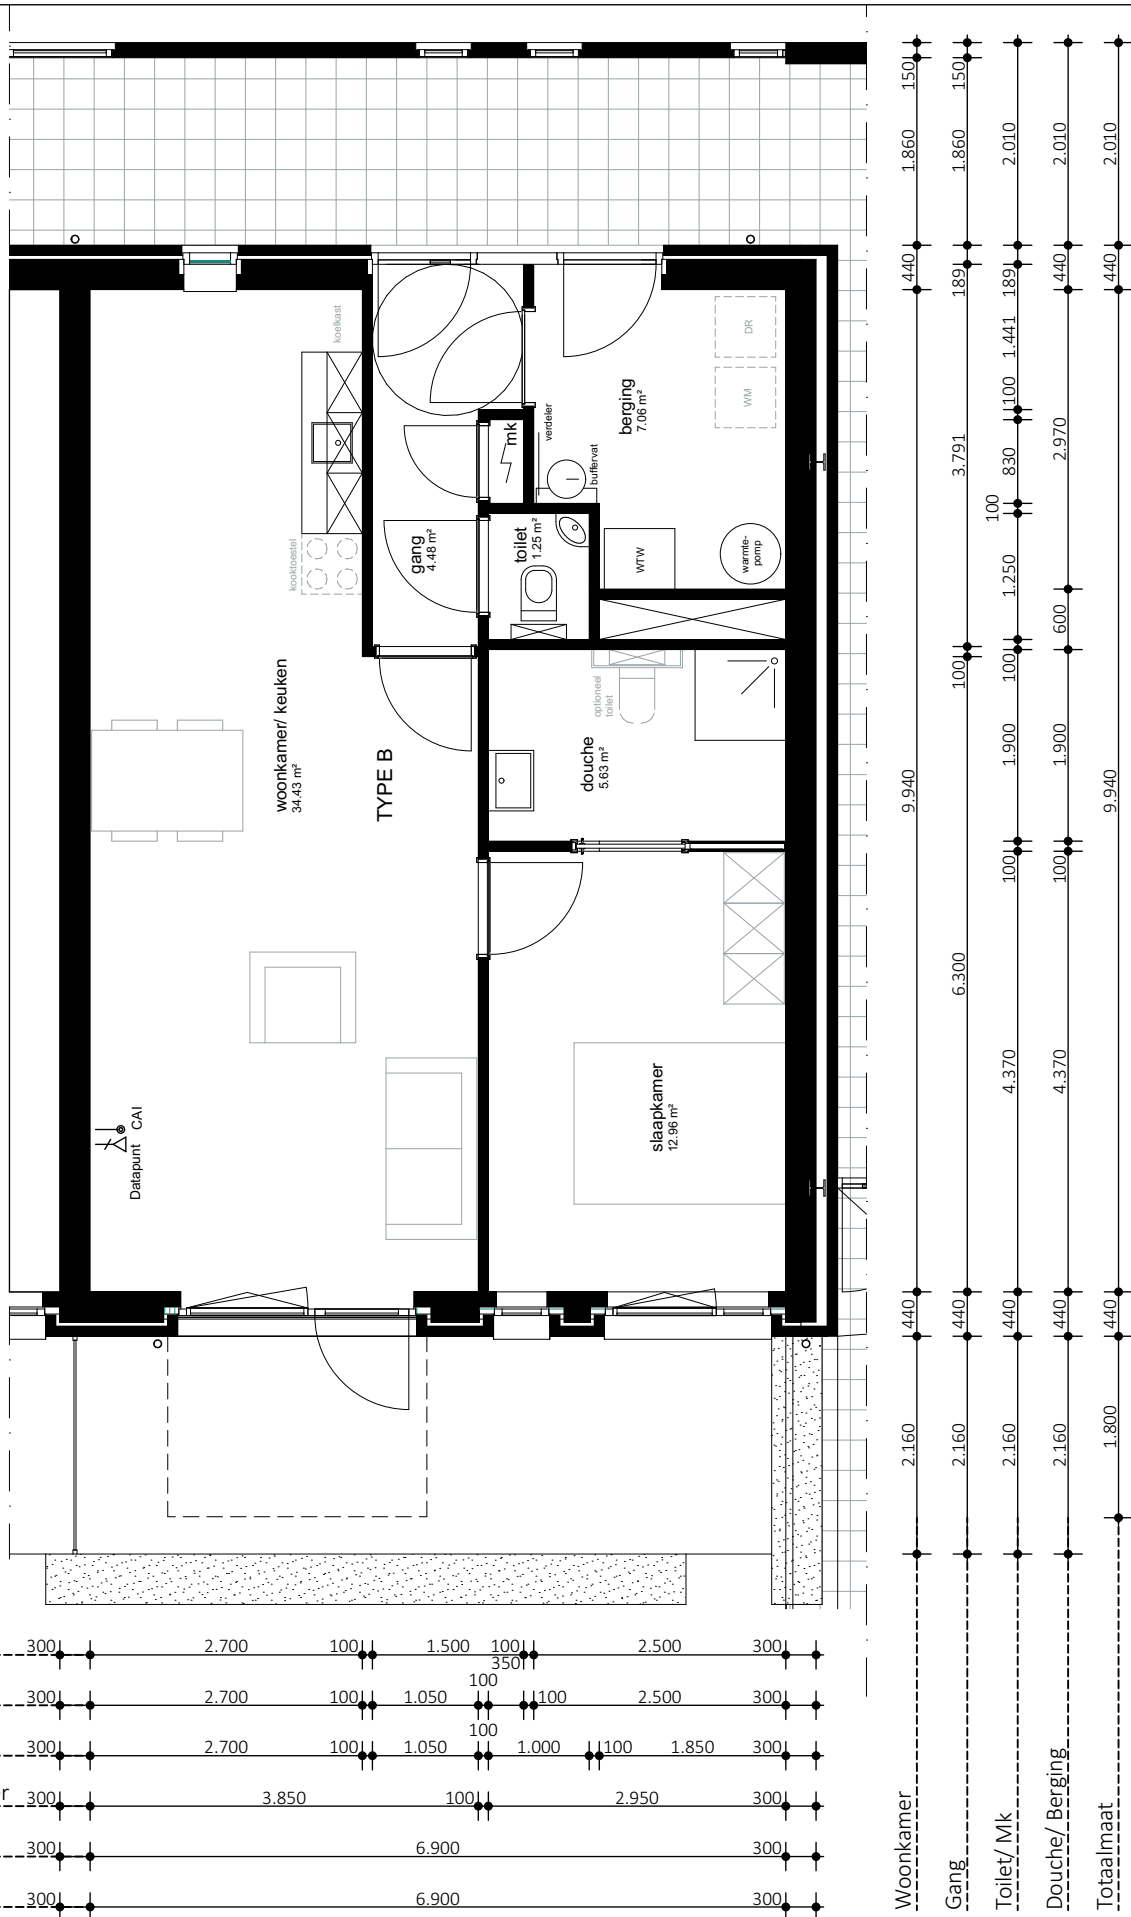 koelkast
kooktoestel
woonkamer/ keuken
34.43 m²
TYPE B
gang
4.48 m²
mk
toilet
1.25 m²
verdeler
buffervat
berging
7.06 m²
DR
WM
WTW
warmte-
pomp
optioneel
toilet
douche
5.63 m²
slaapkamer
12.96 m²
Datapunt
CAI
Woonkamer
2.160
440
9.940
440
1.860
150
Gang
2.160
440
6.300
100
3.791
189
1.860
150
Toilet/ Mk
2.160
440
4.370
100
1.900
100
1.250
100
830
100
1.441
189
2.010
Douche/ Berging
2.160
440
4.370
100
1.900
600
2.970
440
2.010
Totaalmaat
1.800
440
9.940
440
2.010
300 2.700 100 1.500 100 2.500 300
350
100
300 2.700 100 1.050 100 2.500 300
100
300 2.700 100 1.050 1.000 100 1.850 300
r 300 3.850 100 2.950 300
300 6.900 300
300 6.900 300